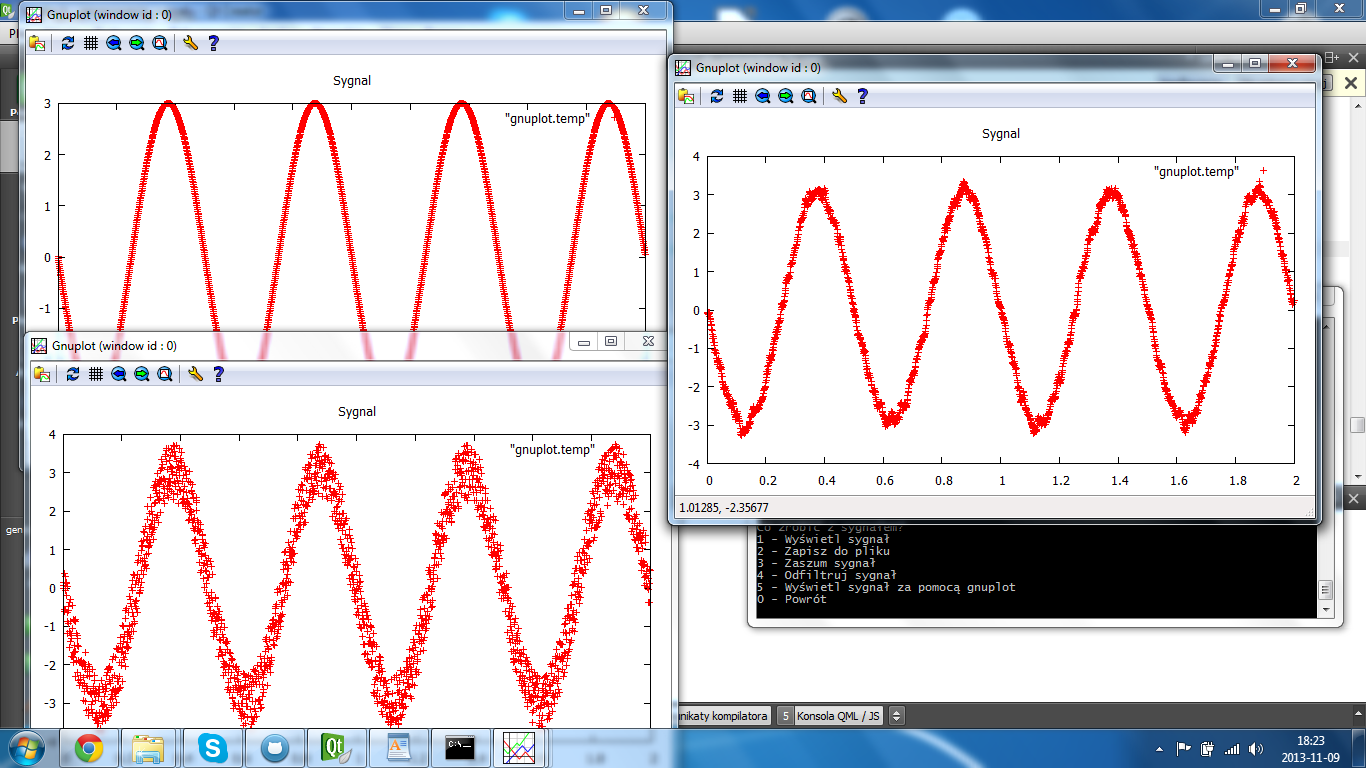 Gnuplot (window id : 0)
Sygnal
"gnuplot.temp"
3
2
1
0
-1
Gnuplot (window id : 0)
Sygnal
"gnuplot.temp"
4
3
2
1
0
-1
-2
-3
Gnuplot (window id : 0)
Sygnal
"gnuplot.temp"
4
3
2
1
0
-1
-2
-3
-4
0 0.2 0.4 0.6 0.8 1 1.2 1.4 1.6 1.8 2
1.01285, -2.35677
Co zrobić z sygnałem?
1 - Wyświetl sygnał
2 - Zapisz do pliku
3 - Zaszum sygnał
4 - Odfiltruj sygnał
5 - Wyświetl sygnał za pomocą gnuplot
0 - Powrót
gen
unikaty kompilatora 5 Konsola QML / JS
18:23
2013-11-09